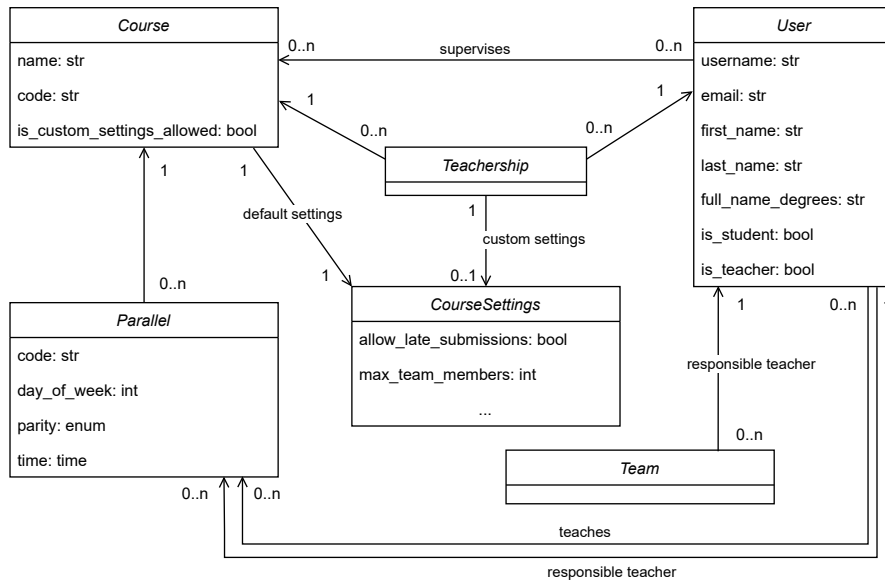 Course
name: str
code: str
is_custom_settings_allowed: bool
User
username: str
email: str
first_name: str
last_name: str
full_name_degrees: str
is_student: bool
is_teacher: bool
0..n
supervises
0..n
1
0..n
0..n
1
Teachership
1
1
default settings
1
custom settings
1
0..1
0..n
Parallel
code: str
day_of_week: int
parity: enum
time: time
CourseSettings
allow_late_submissions: bool
max_team_members: int
...
1
0..n
responsible teacher
0..n
Team
0..n
0..n
teaches
responsible teacher